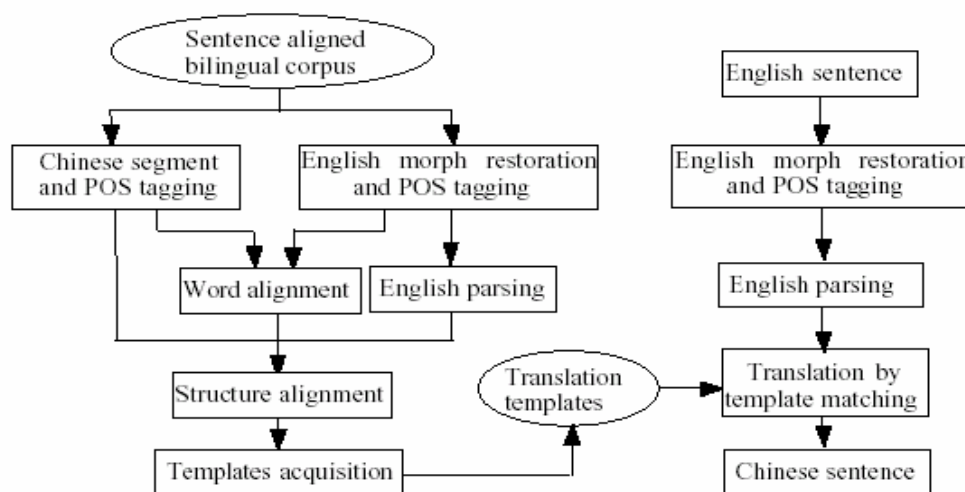 Sentence aligned
bilingual corpus
Chinese segment
and POS tagging
English morph restoration
and POS tagging
Word alignment
English parsing
Structure alignment
Templates acquisition
Translation
templates
English sentence
English morph restoration
and POS tagging
English parsing
Translation by
template matching
Chinese sentence